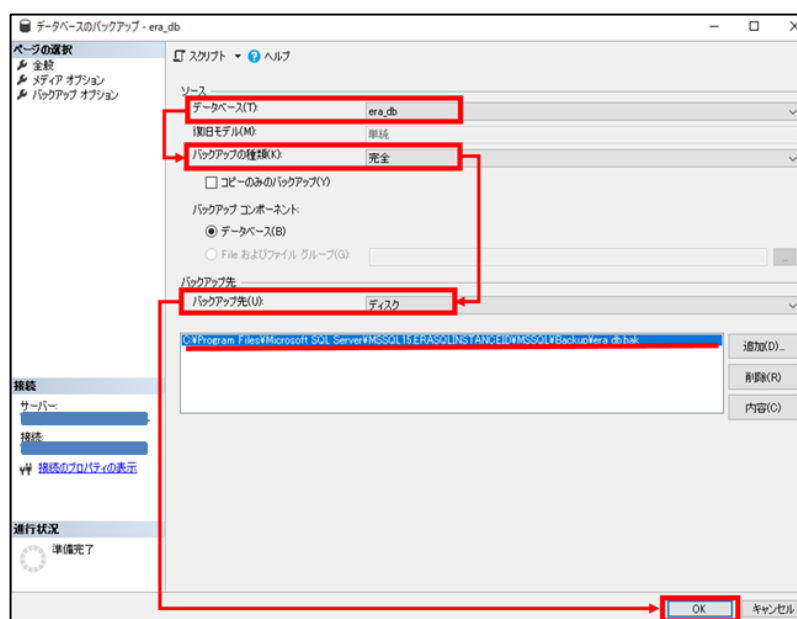 データベースのバックアップ - era_db
ページの選択
全般
メディア オプション
バックアップ オプション
スクリプト
ヘルプ
ソース
データベース(T):
era_db
復旧モデル(M):
単純
バックアップの種類(K):
完全
コピーのみのバックアップ(Y)
バックアップ コンポーネント:
データベース(B)
File およびファイル グループ(G):
...
バックアップ先
バックアップ先(U):
ディスク
C:¥Program Files¥Microsoft SQL Server¥MSSQL15.ERASQLINSTANCEID¥MSSQL¥Backup¥era_db.bak
追加(D)...
削除(R)
内容(C)
接続
サーバー:
接続:
接続のプロパティの表示
進行状況
準備完了
OK
キャンセル